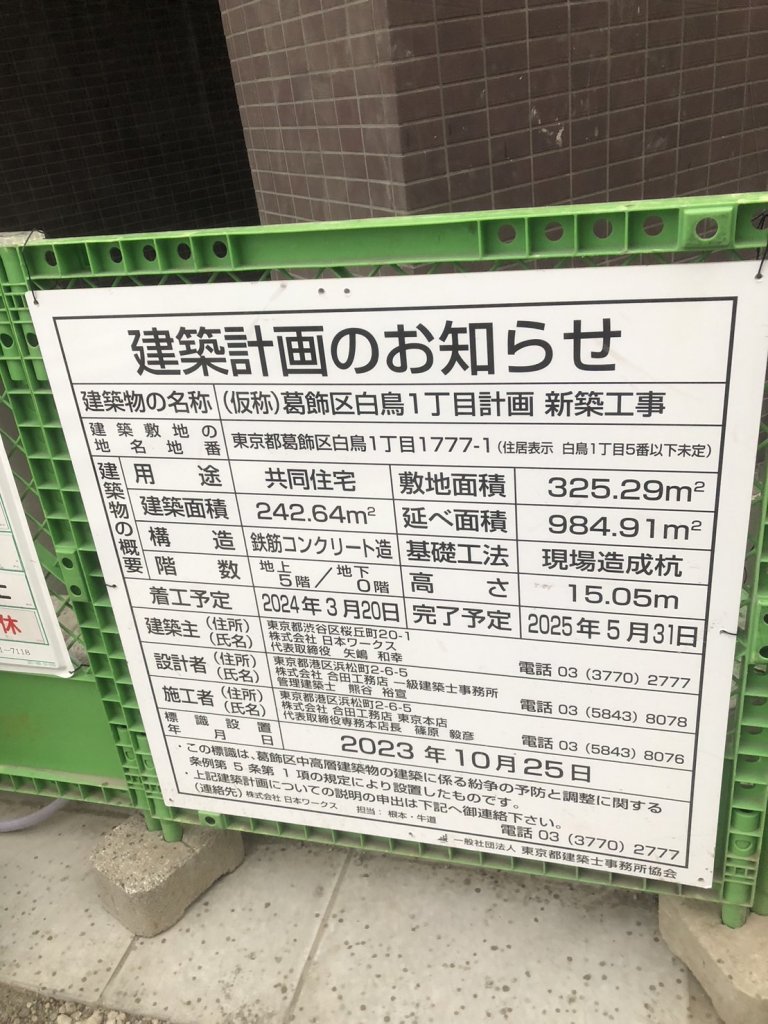 建築計画のお知らせ
建築物の名称 (仮称)葛飾区白鳥1丁目計画 新築工事
建築敷地の地名地番 東京都葛飾区白鳥1丁目1777-1(住居表示 白鳥1丁目5番以下未定)
建築物の概要
用途 共同住宅 敷地面積 325.29m²
建築面積 242.64m² 延べ面積 984.91m²
構造 鉄筋コンクリート造 基礎工法 現場造成杭
階数 地上5階/地下0階 高さ 15.05m
着工予定 2024年3月20日 完了予定 2025年5月31日
建築主(住所)(氏名)
東京都渋谷区桜丘町20-1
株式会社 日本ワークス
代表取締役 矢嶋 和幸 電話 03 (3770) 2777
設計者(住所)(氏名)
東京都港区浜松町2-6-5
株式会社 合田工務店 一級建築士事務所
管理建築士 熊谷 裕宣 電話 03 (5843) 8078
施工者(住所)(氏名)
東京都港区浜松町2-6-5
株式会社 合田工務店 東京本店
代表取締役専務本店長 篠原 毅彦 電話 03 (5843) 8076
標識設置年月日 2023年10月25日
・この標識は、葛飾区中高層建築物の建築に係る紛争の予防と調整に関する
条例第5条第1項の規定により設置したものです。
・上記建築計画についての説明の申出は下記へ御連絡下さい。
(連絡先)株式会社 日本ワークス 担当:根本・牛道 電話 03 (3770) 2777
一般社団法人 東京都建築士事務所協会
休
1-7118